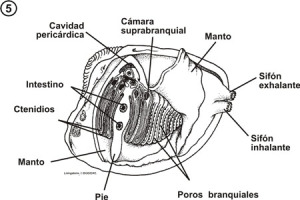 5
Cavidad
pericárdica
Cámara
suprabranquial
Manto
Intestino
Sifón
exhalante
Ctenidios
Sifón
inhalante
Manto
Pie
Poros branquiales